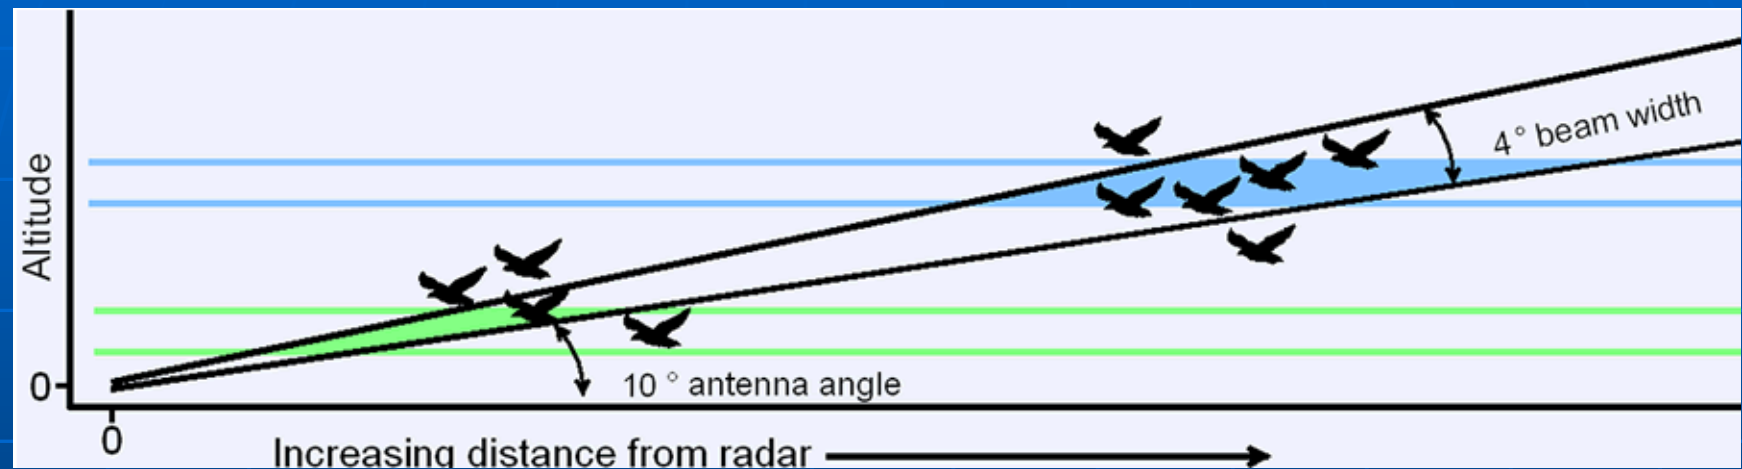 4° beam width
Altitude
10 ° antenna angle
0
0
Increasing distance from radar